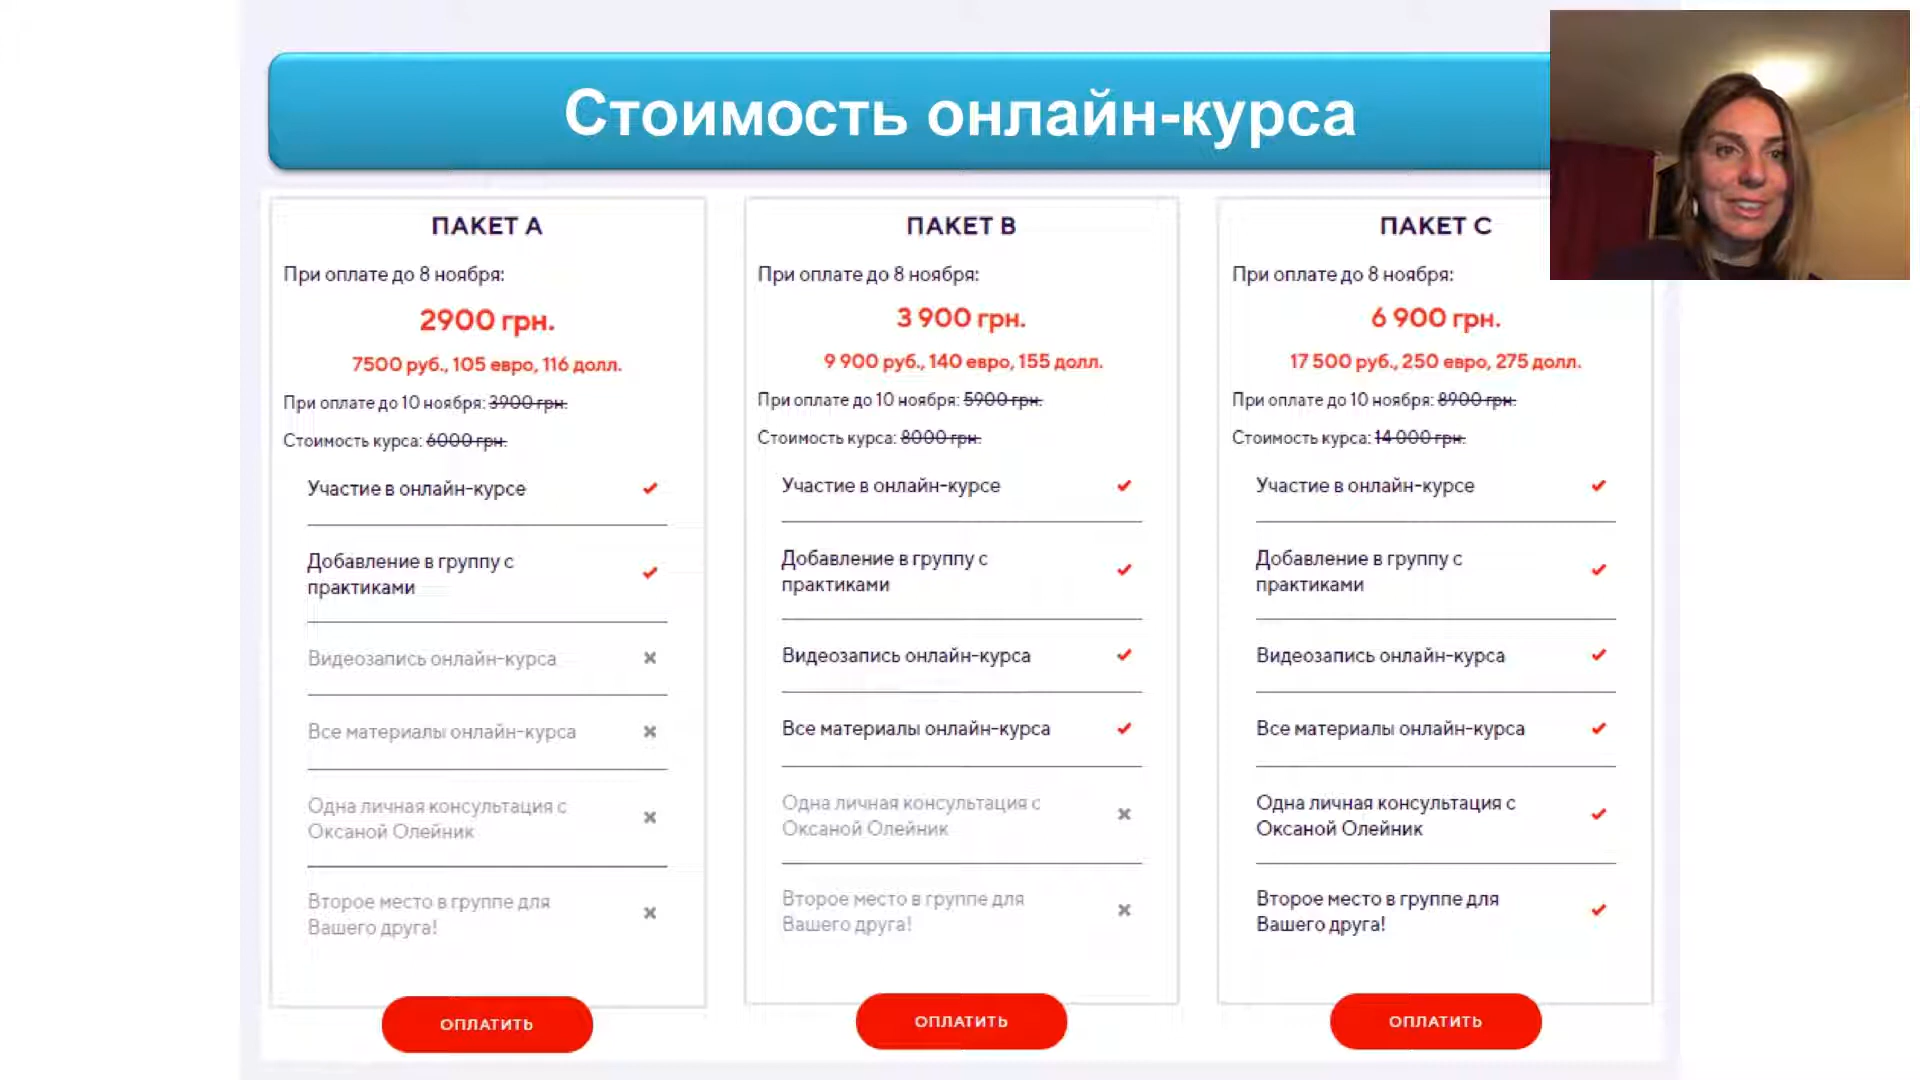 Стоимость онлайн-курса
ПАКЕТ А
При оплате до 8 ноября:
2900 грн.
7500 руб., 105 евро, 116 долл.
При оплате до 10 ноября: 3900 грн.
Стоимость курса: 6000 грн.
Участие в онлайн-курсе
Добавление в группу с
практиками
Видеозапись онлайн-курса
Все материалы онлайн-курса
Одна личная консультация с
Оксаной Олейник
Второе место в группе для
Вашего друга!
ОПЛАТИТЬ
ПАКЕТ В
При оплате до 8 ноября:
3 900 грн.
9 900 руб., 140 евро, 155 долл.
При оплате до 10 ноября: 5900 грн.
Стоимость курса: 8000 грн.
Участие в онлайн-курсе
Добавление в группу с
практиками
Видеозапись онлайн-курса
Все материалы онлайн-курса
Одна личная консультация с
Оксаной Олейник
Второе место в группе для
Вашего друга!
ОПЛАТИТЬ
ПАКЕТ С
При оплате до 8 ноября:
6 900 грн.
17 500 руб., 250 евро, 275 долл.
При оплате до 10 ноября: 8900 грн.
Стоимость курса: 14 000 грн.
Участие в онлайн-курсе
Добавление в группу с
практиками
Видеозапись онлайн-курса
Все материалы онлайн-курса
Одна личная консультация с
Оксаной Олейник
Второе место в группе для
Вашего друга!
ОПЛАТИТЬ